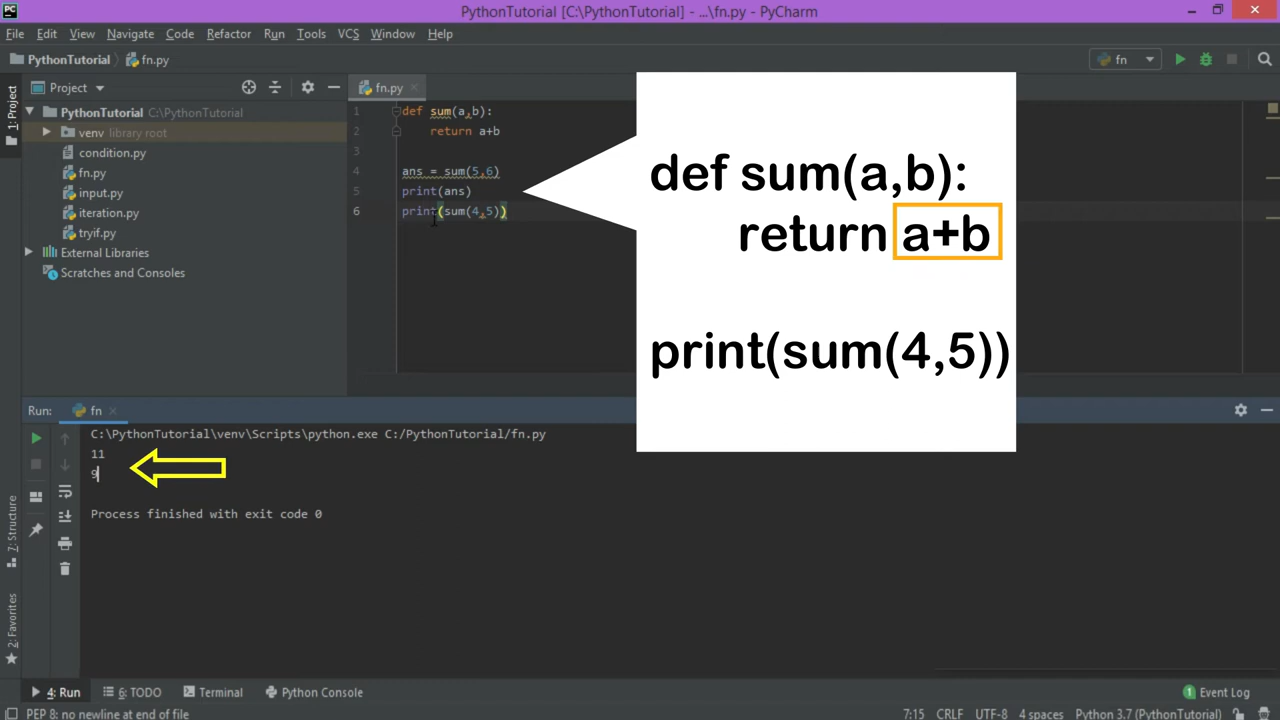 PythonTutorial [C:\PythonTutorial] - ...\fn.py - PyCharm
File Edit View Navigate Code Refactor Run Tools VCS Window Help
PythonTutorial fn.py
fn
1: Project
Project
fn.py
PythonTutorial C:\PythonTutorial
venv library root
condition.py
fn.py
input.py
iteration.py
tryif.py
External Libraries
Scratches and Consoles
1 def sum(a,b):
2 return a+b
3
4 ans = sum(5,6)
5 print(ans)
6 print(sum(4,5))
def sum(a,b):
return a+b
print(sum(4,5))
Run: fn
C:\PythonTutorial\venv\Scripts\python.exe C:/PythonTutorial/fn.py
11
9
Process finished with exit code 0
7: Structure
2: Favorites
4: Run 6: TODO Terminal Python Console 1 Event Log
PEP 8: no newline at end of file 7:15 CRLF UTF-8 4 spaces Python 3.7 (PythonTutorial)